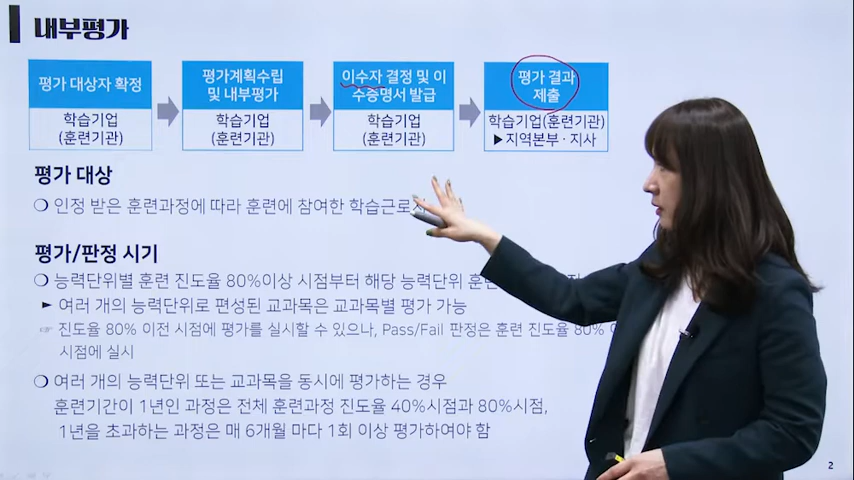 내부평가
평가 대상자 확정
학습기업
(훈련기관)
평가계획수립
및 내부평가
학습기업
(훈련기관)
이수자 결정 및 이
수증명서 발급
학습기업
(훈련기관)
평가 결과
제출
학습기업(훈련기관)
▶지역본부·지사
평가 대상
❍ 인정 받은 훈련과정에 따라 훈련에 참여한 학습근로
평가/판정 시기
❍ 능력단위별 훈련 진도율 80%이상 시점부터 해당 능력단위
► 여러 개의 능력단위로 편성된 교과목은 교과목별 평가 가능
☞ 진도율 80% 이전 시점에 평가를 실시할 수 있으나, Pass/Fail 판정은 훈련 진도율 80%
시점에 실시
❍ 여러 개의 능력단위 또는 교과목을 동시에 평가하는 경우
훈련기간이 1년인 과정은 전체 훈련과정 진도율 40%시점과 80%시점,
1년을 초과하는 과정은 매 6개월 마다 1회 이상 평가하여야 함
2